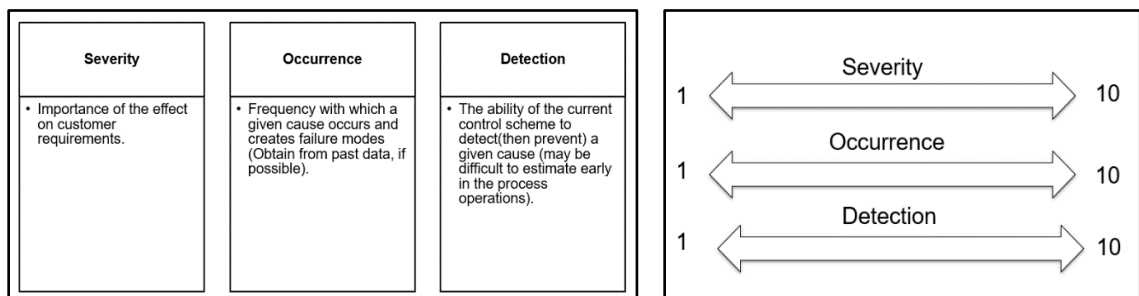 Severity
• Importance of the effect
on customer
requirements.
Occurrence
• Frequency with which a
given cause occurs and
creates failure modes
(Obtain from past data, if
possible).
Detection
• The ability of the current
control scheme to
detect(then prevent) a
given cause (may be
difficult to estimate early
in the process
operations).
Severity
1 10
Occurrence
1 10
Detection
1 10